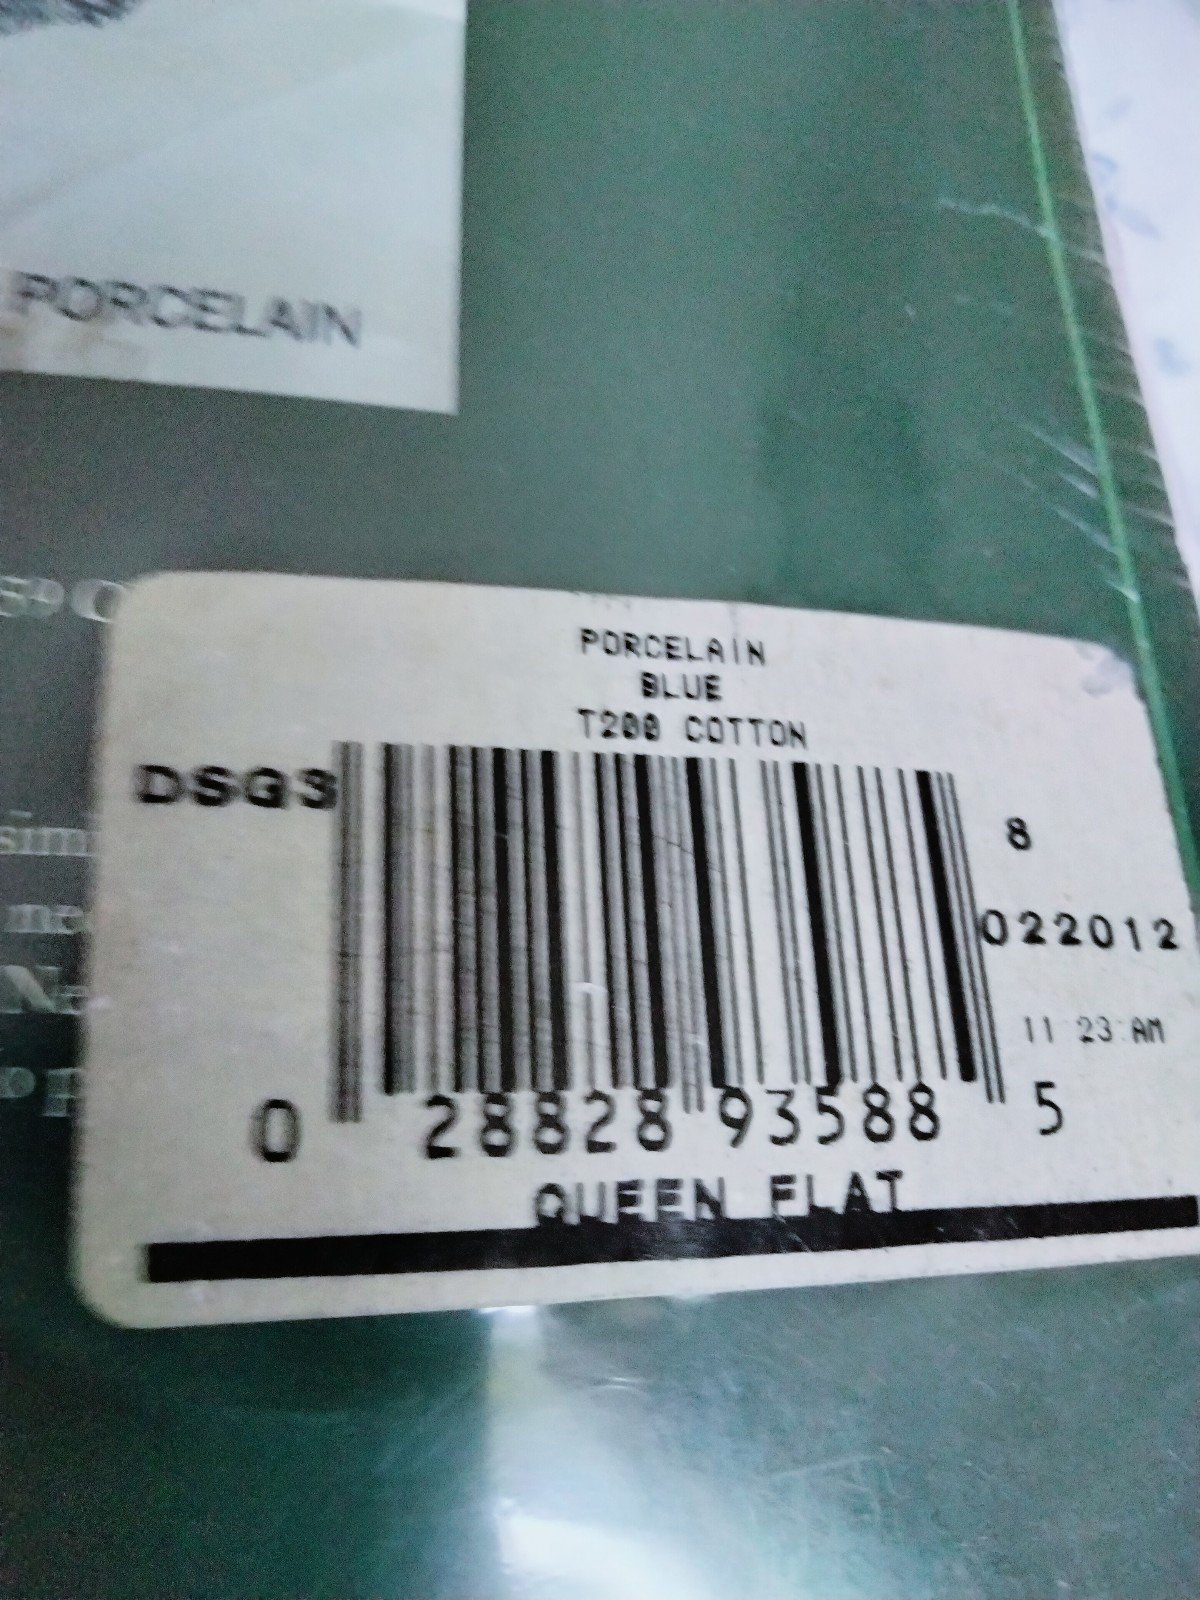 PORCELAIN
PORCELAIN
BLUE
T200 COTTON
DSG3
8
022012
11 23 AM
0 28828 93588 5
QUEEN FLAT